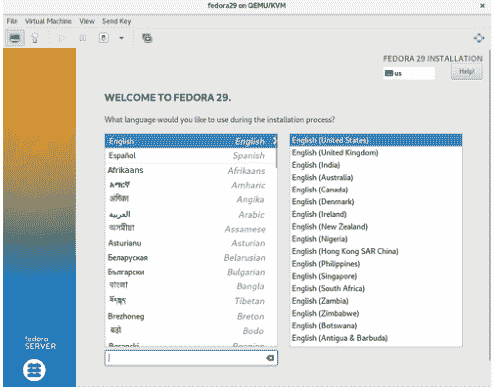 fedora29 on QEMU/KVM
File Virtual Machine View Send Key
FEDORA 29 INSTALLATION
us
Help!
WELCOME TO FEDORA 29.
What language would you like to use during the installation process?
English English
Español Spanish
Afrikaans Afrikaans
አማርኛ Amharic
अंगिका Angika
العربية Arabic
অসমীয়া Assamese
Asturianu Asturian
Беларуская Belarusian
Български Bulgarian
বাংলা Bangla
Tibetan
Brezhoneg Breton
बड़ो Bodo
Bosanski Bosnian
English (United States)
English (United Kingdom)
English (India)
English (Australia)
English (Canada)
English (Denmark)
English (Ireland)
English (New Zealand)
English (Nigeria)
English (Hong Kong SAR China)
English (Philippines)
English (Singapore)
English (South Africa)
English (Zambia)
English (Zimbabwe)
English (Botswana)
English (Antigua & Barbuda)
fedora
SERVER